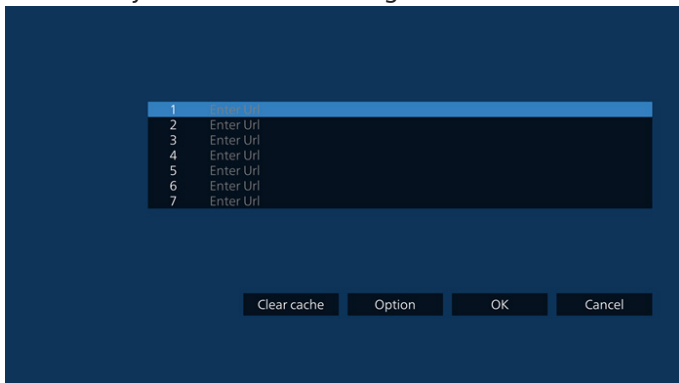 1 Enter Url
2 Enter Url
3 Enter Url
4 Enter Url
5 Enter Url
6 Enter Url
7 Enter Url
Clear cache Option OK Cancel